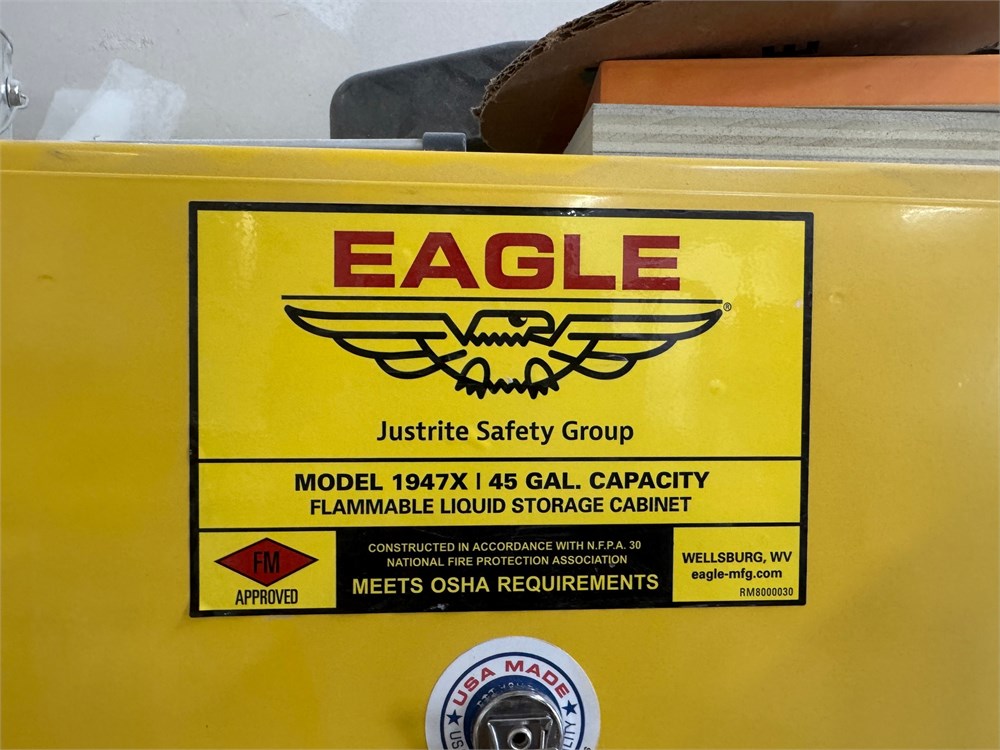 EAGLE
®
Justrite Safety Group
MODEL 1947X | 45 GAL. CAPACITY
FLAMMABLE LIQUID STORAGE CABINET
FM
APPROVED
CONSTRUCTED IN ACCORDANCE WITH N.F.P.A. 30
NATIONAL FIRE PROTECTION ASSOCIATION
MEETS OSHA REQUIREMENTS
WELLSBURG, WV
eagle-mfg.com
RM8000030
USA MADE